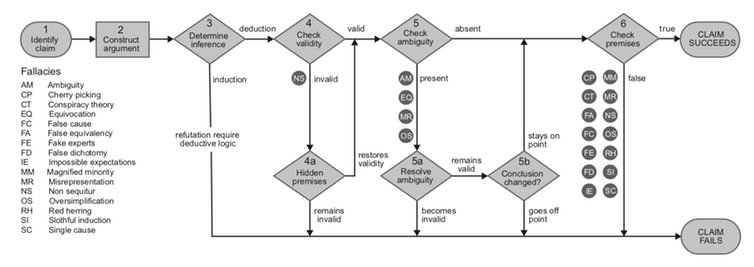 1
Identify
claim
2
Construct
argument
3
Determine
inference
deduction
4
Check
validity
valid
5
Check
ambiguity
absent
6
Check
premises
true
CLAIM
SUCCEEDS
Fallacies
AM Ambiguity
CP Cherry picking
CT Conspiracy theory
EQ Equivocation
FC False cause
FA False equivalency
FE Fake experts
FD False dichotomy
IE Impossible expectations
MM Magnified minority
MR Misrepresentation
NS Non sequitur
OS Oversimplification
RH Red herring
SI Slothful induction
SC Single cause
induction
refutation require
deductive logic
NS
invalid
4a
Hidden
premises
restores
validity
remains
invalid
AM
present
EQ
MR
OS
5a
Resolve
ambiguity
remains
valid
becomes
invalid
stays on
point
5b
Conclusion
changed?
goes off
point
CP MM
false
CT MR
FA NS
FC OS
FE RH
FD SI
IE SC
CLAIM
FAILS